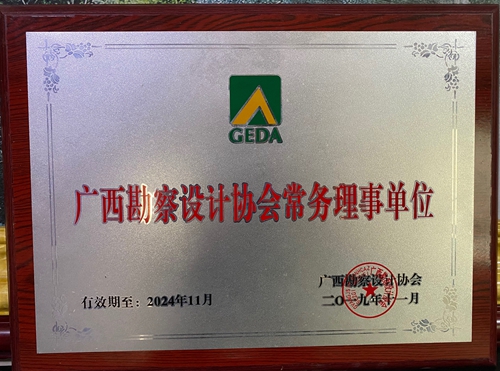 GEDA
广西勘察设计协会常务理事单位
广西勘察设计协会
有效期至：2024年11月
二〇一九年十一月